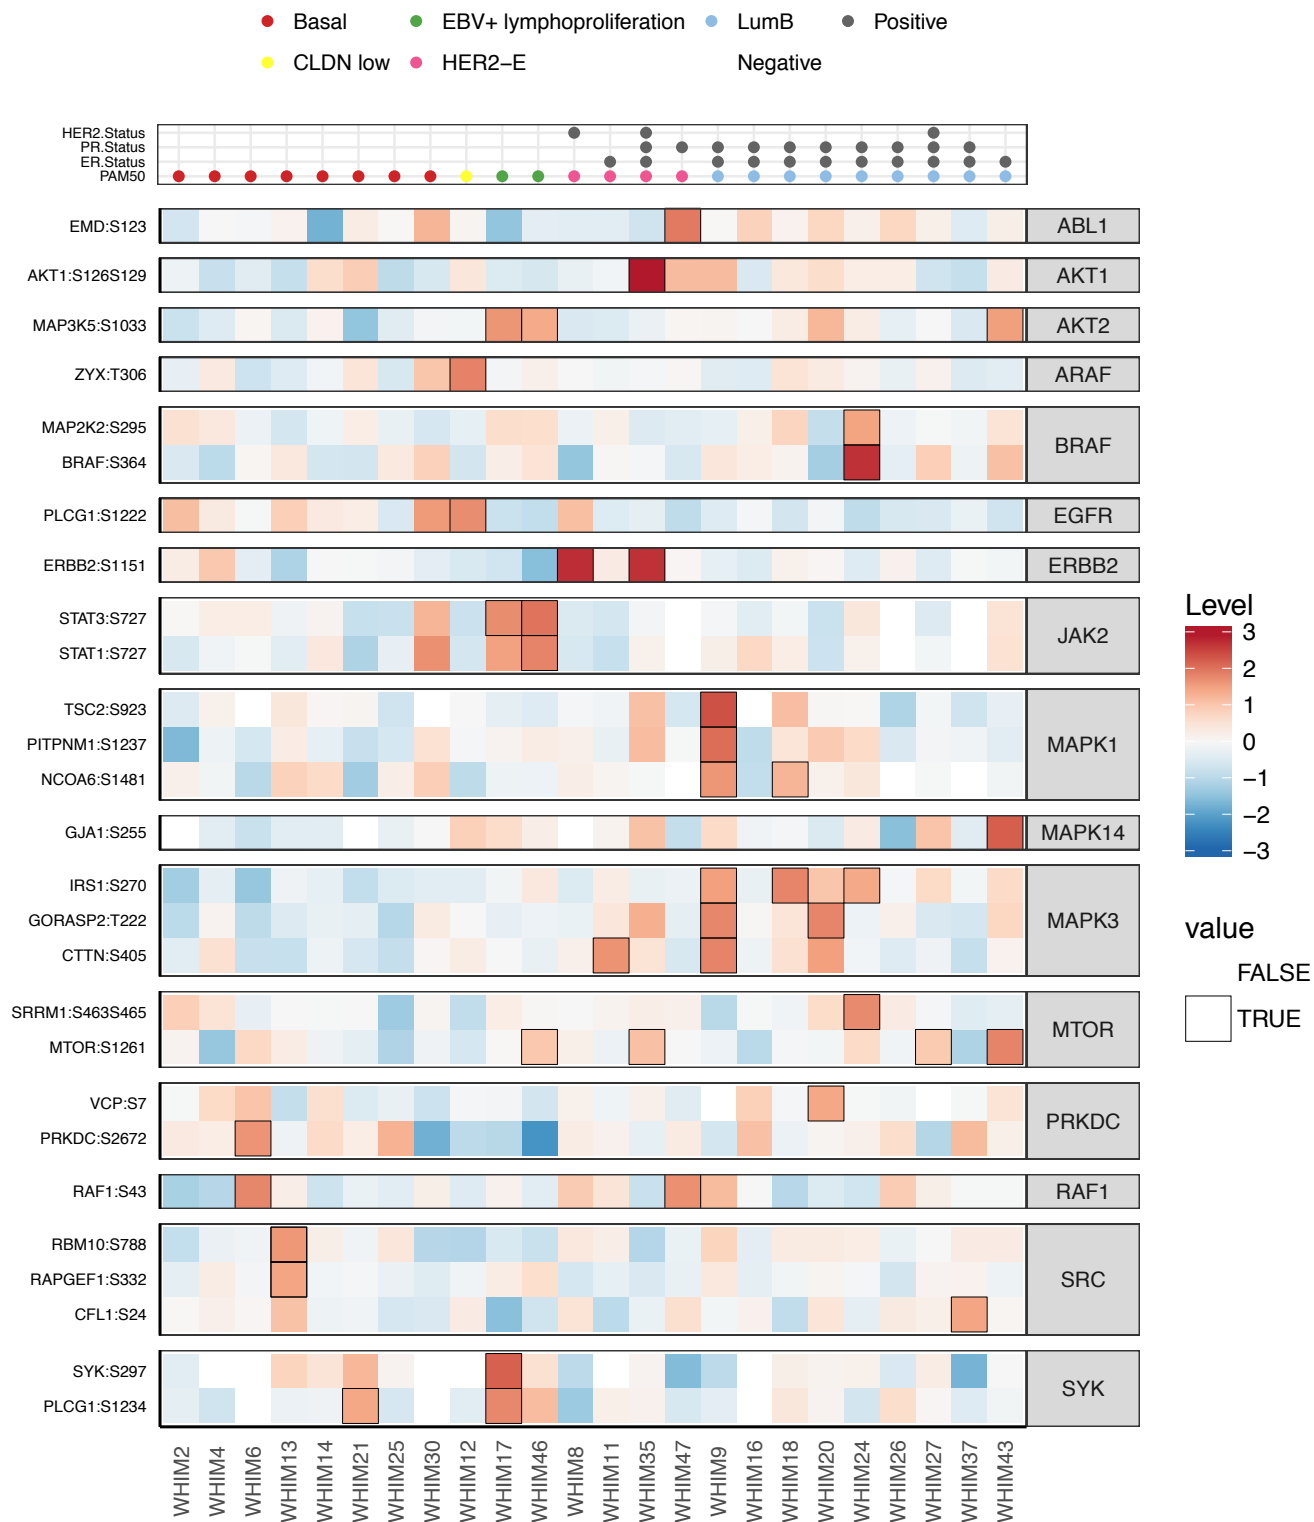 Basal EBV+ lymphoproliferation LumB Positive
CLDN low HER2−E Negative
HER2.Status
PR.Status
ER.Status
PAM50
EMD:S123 ABL1
AKT1:S126S129 AKT1
MAP3K5:S1033 AKT2
ZYX:T306 ARAF
MAP2K2:S295
BRAF:S364
BRAF
PLCG1:S1222 EGFR
ERBB2:S1151 ERBB2
STAT3:S727
STAT1:S727
JAK2
TSC2:S923
PITPNM1:S1237
NCOA6:S1481
MAPK1
GJA1:S255 MAPK14
IRS1:S270
GORASP2:T222
CTTN:S405
MAPK3
SRRM1:S463S465
MTOR:S1261
MTOR
VCP:S7
PRKDC:S2672
PRKDC
RAF1:S43 RAF1
RBM10:S788
RAPGEF1:S332
CFL1:S24
SRC
SYK:S297
PLCG1:S1234
SYK
WHIM2 WHIM4 WHIM6 WHIM13 WHIM14 WHIM21 WHIM25 WHIM30 WHIM12 WHIM17 WHIM46 WHIM8 WHIM11 WHIM35 WHIM47 WHIM9 WHIM16 WHIM18 WHIM20 WHIM24 WHIM26 WHIM27 WHIM37 WHIM43
Level
3
2
1
0
−1
−2
−3
value
FALSE
TRUE